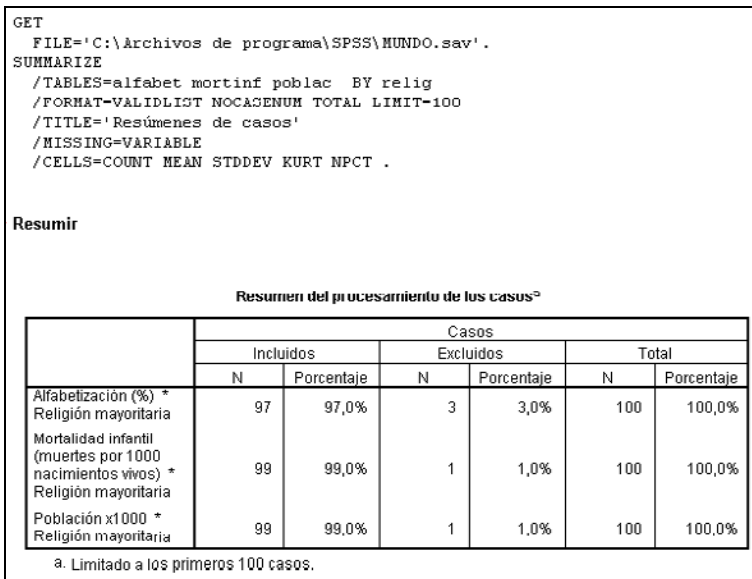 GET
FILE='C:\Archivos de programa\SPSS\MUNDO.sav'.
SUMMARIZE
/TABLES=alfabet mortinf poblac BY relig
/FORMAT=VALIDLIST NOCASENUM TOTAL LIMIT=100
/TITLE='Resúmenes de casos'
/MISSING=VARIABLE
/CELLS=COUNT MEAN STDDEV KURT NPCT .
Resumir
Resumen del procesamiento de los casosª
Casos
Incluidos Excluidos Total
N Porcentaje N Porcentaje N Porcentaje
Alfabetización (%) *
Religión mayoritaria 97 97,0% 3 3,0% 100 100,0%
Mortalidad infantil
(muertes por 1000
nacimientos vivos) *
Religión mayoritaria 99 99,0% 1 1,0% 100 100,0%
Población x1000 *
Religión mayoritaria 99 99,0% 1 1,0% 100 100,0%
a. Limitado a los primeros 100 casos.